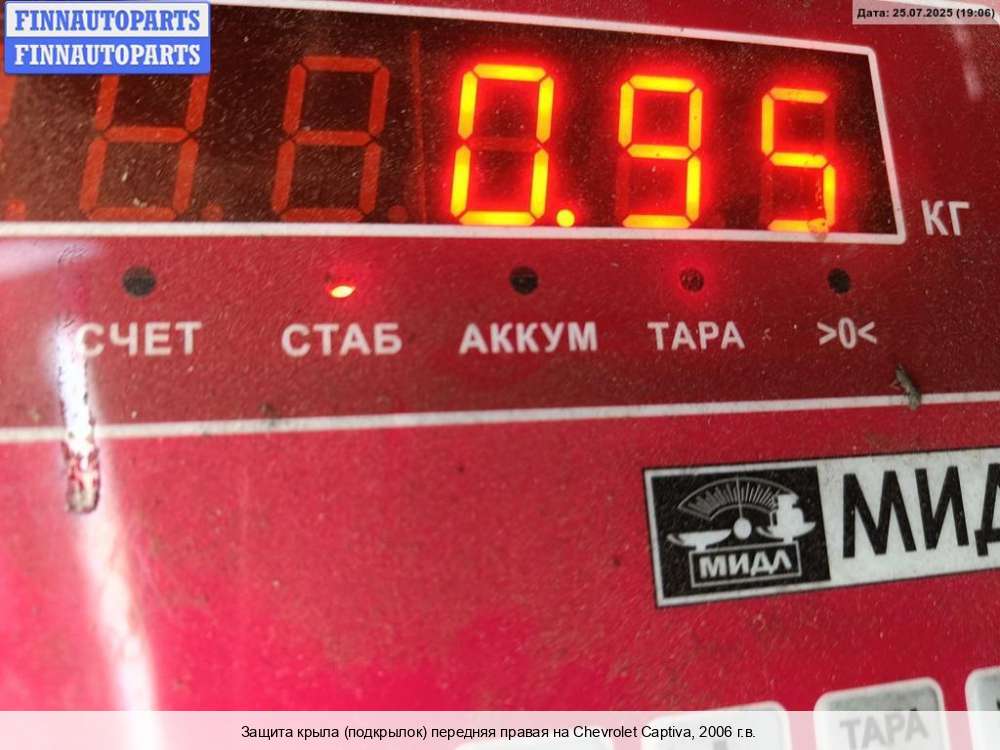 FINNAUTOPARTS
FINNAUTOPARTS
Дата: 25.07.2025 (19:06)
0.95
КГ
СЧЕТ СТАБ АККУМ ТАРА >0<
МИДЛ
ТАРА
Защита крыла (подкрылок) передняя правая на Chevrolet Captiva, 2006 г.в.